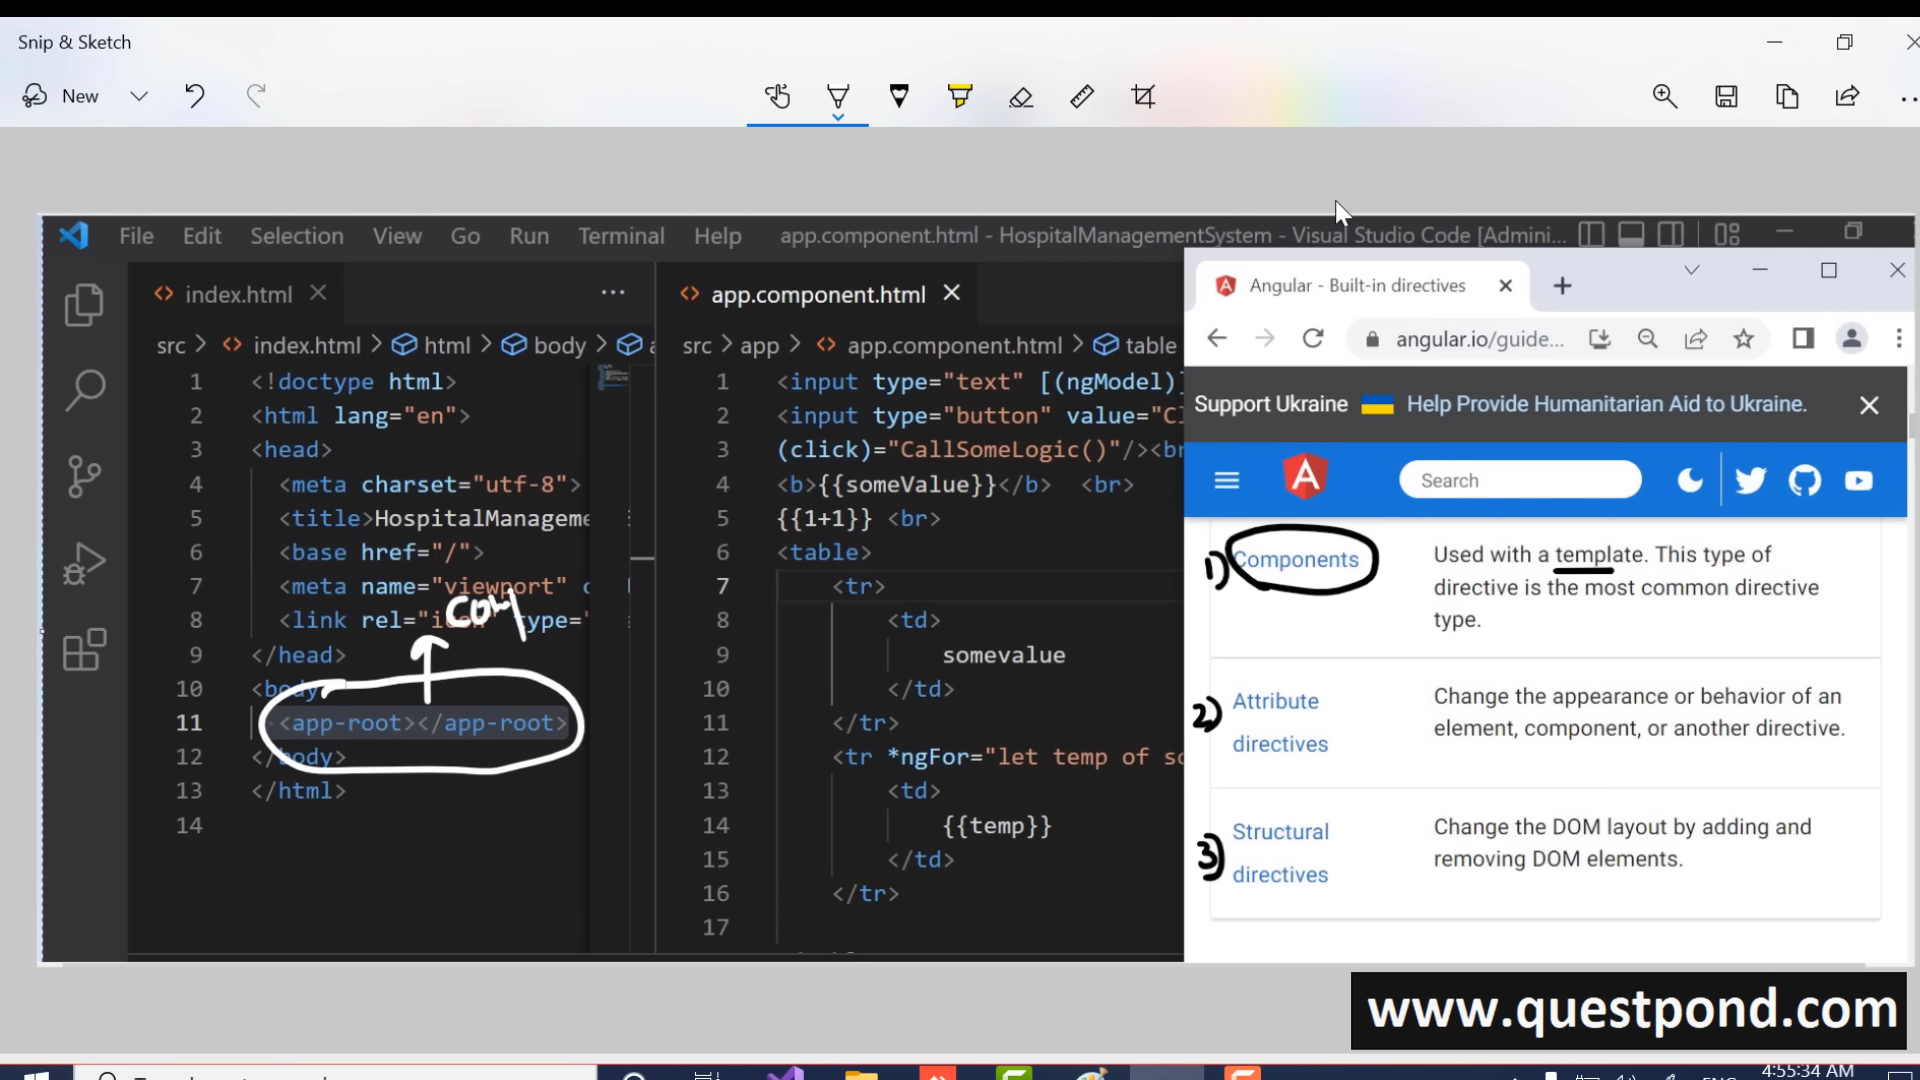 Snip & Sketch
New
File Edit Selection View Go Run Terminal Help app.component.html - HospitalManagementSystem - Visual Studio Code [Admini...
index.html
src > index.html > html > body >
1 <!doctype html>
2 <html lang="en">
3 <head>
4 <meta charset="utf-8">
5 <title>HospitalManageme
6 <base href="/">
7 <meta name="viewport" c
8 <link rel="icon" type="
9 </head>
10 <body
11 <app-root></app-root>
12 </body>
13 </html>
14
com
app.component.html
src > app > app.component.html > table
1 <input type="text" [(ngModel)]
2 <input type="button" value="Cl
3 (click)="CallSomeLogic()"/><br
4 <b>{{someValue}}</b> <br>
5 {{1+1}} <br>
6 <table>
7 <tr>
8 <td>
9 somevalue
10 </td>
11 </tr>
12 <tr *ngFor="let temp of so
13 <td>
14 {{temp}}
15 </td>
16 </tr>
17
Angular - Built-in directives
angular.io/guide...
Support Ukraine Help Provide Humanitarian Aid to Ukraine.
A Search
1) Components Used with a template. This type of
directive is the most common directive
type.
2) Attribute Change the appearance or behavior of an
directives element, component, or another directive.
3) Structural Change the DOM layout by adding and
directives removing DOM elements.
www.questpond.com
4:55:34 AM